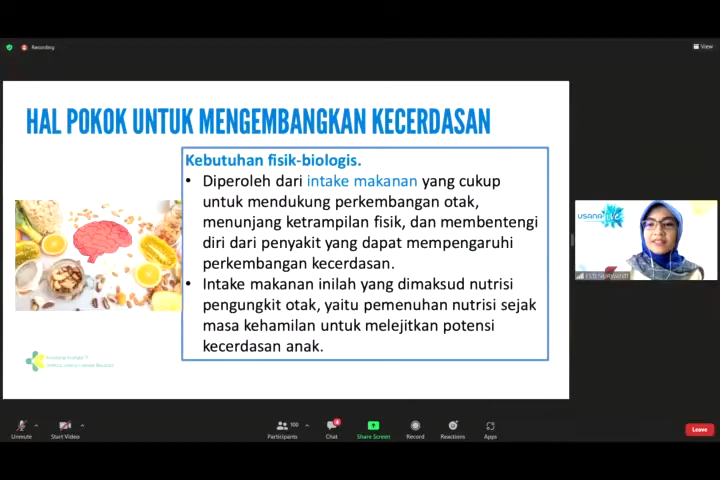 Recording
View
HAL POKOK UNTUK MENGEMBANGKAN KECERDASAN
Kebutuhan fisik-biologis.
• Diperoleh dari intake makanan yang cukup
untuk mendukung perkembangan otak,
menunjang ketrampilan fisik, dan membentengi
diri dari penyakit yang dapat mempengaruhi
perkembangan kecerdasan.
• Intake makanan inilah yang dimaksud nutrisi
pengungkit otak, yaitu pemenuhan nutrisi sejak
masa kehamilan untuk melejitkan potensi
kecerdasan anak.
USANA live
Unmute
Start Video
Participants
100
Chat
Share Screen
Record
Reactions
Apps
Leave